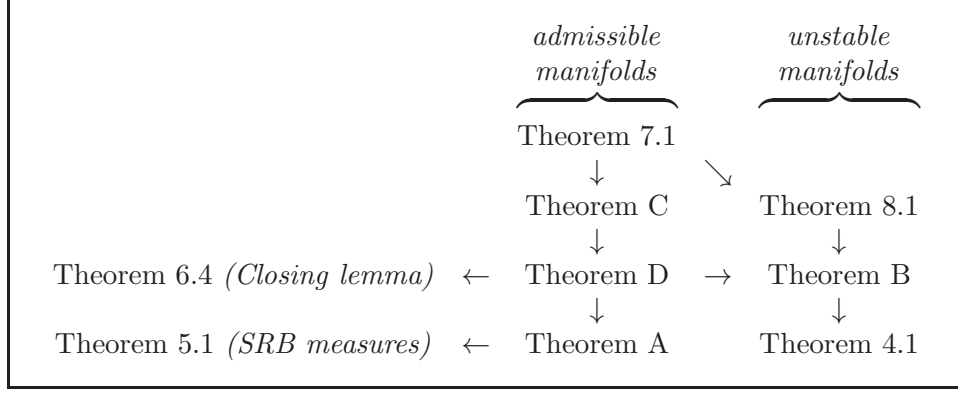 admissible unstable
manifolds manifolds
Theorem 7.1
↓ ↘
Theorem C Theorem 8.1
↓ ↓
Theorem 6.4 (Closing lemma) ← Theorem D → Theorem B
↓ ↓
Theorem 5.1 (SRB measures) ← Theorem A Theorem 4.1